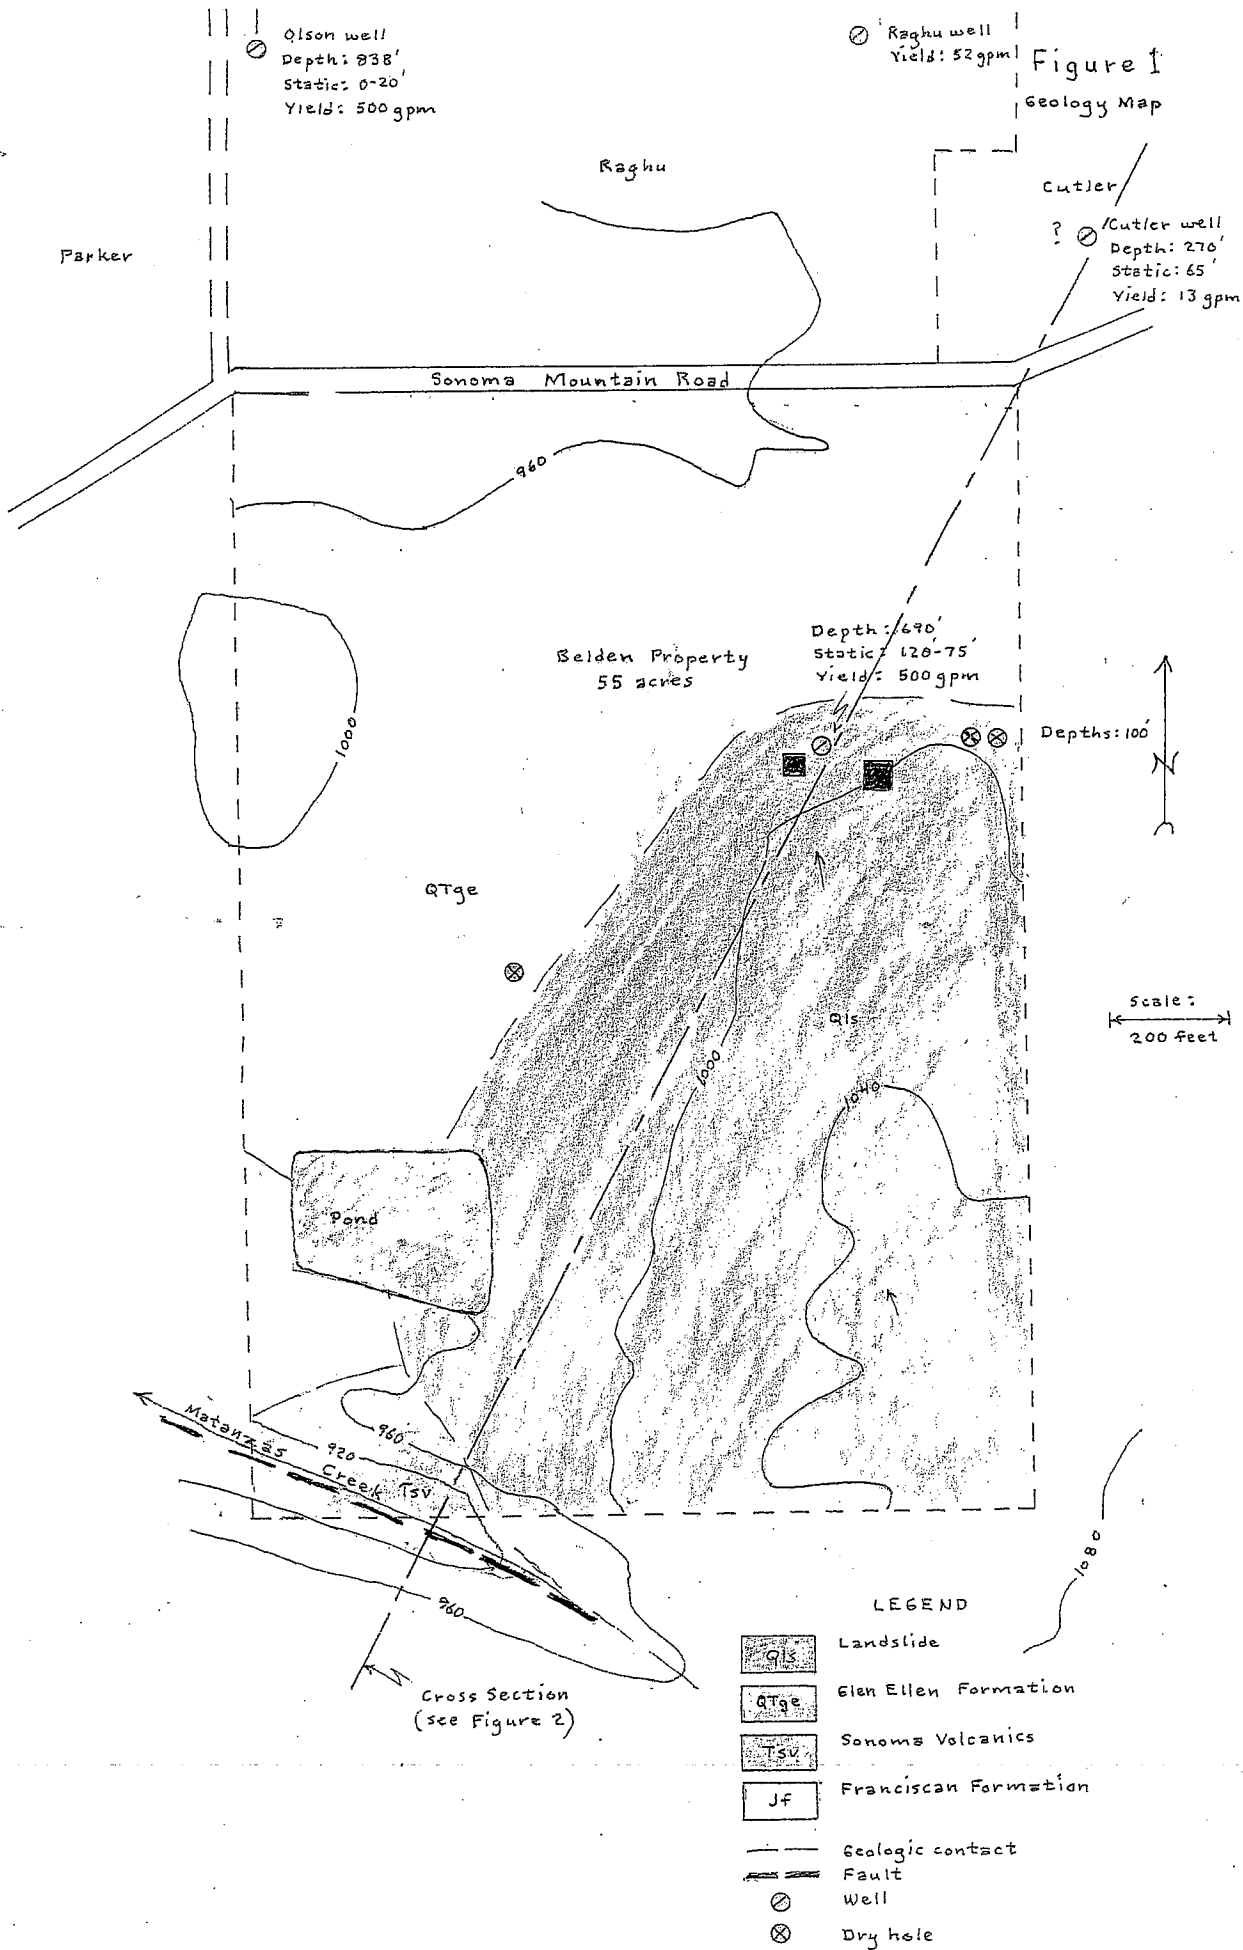 Olson well
Depth: 838'
Static: 0-20'
Yield: 500 gpm
Raghu well
Yield: 52 gpm
Figure 1
Geology Map
Raghu
Cutler
Parker
?
Cutler well
Depth: 270'
Static: 65'
Yield: 13 gpm
Sonoma Mountain Road
960
Belden Property
55 acres
Depth: 690'
Static: 120-75'
Yield: 500 gpm
1000
Depths: 100'
N
QTge
Qls
Scale:
200 feet
1000
1040
Pond
Matanzas
Creek
960
920
Tsv
960
1080
Cross Section
(see Figure 2)
LEGEND
Qls Landslide
QTge Glen Ellen Formation
Tsv Sonoma Volcanics
Jf Franciscan Formation
Geologic contact
Fault
Well
Dry hole